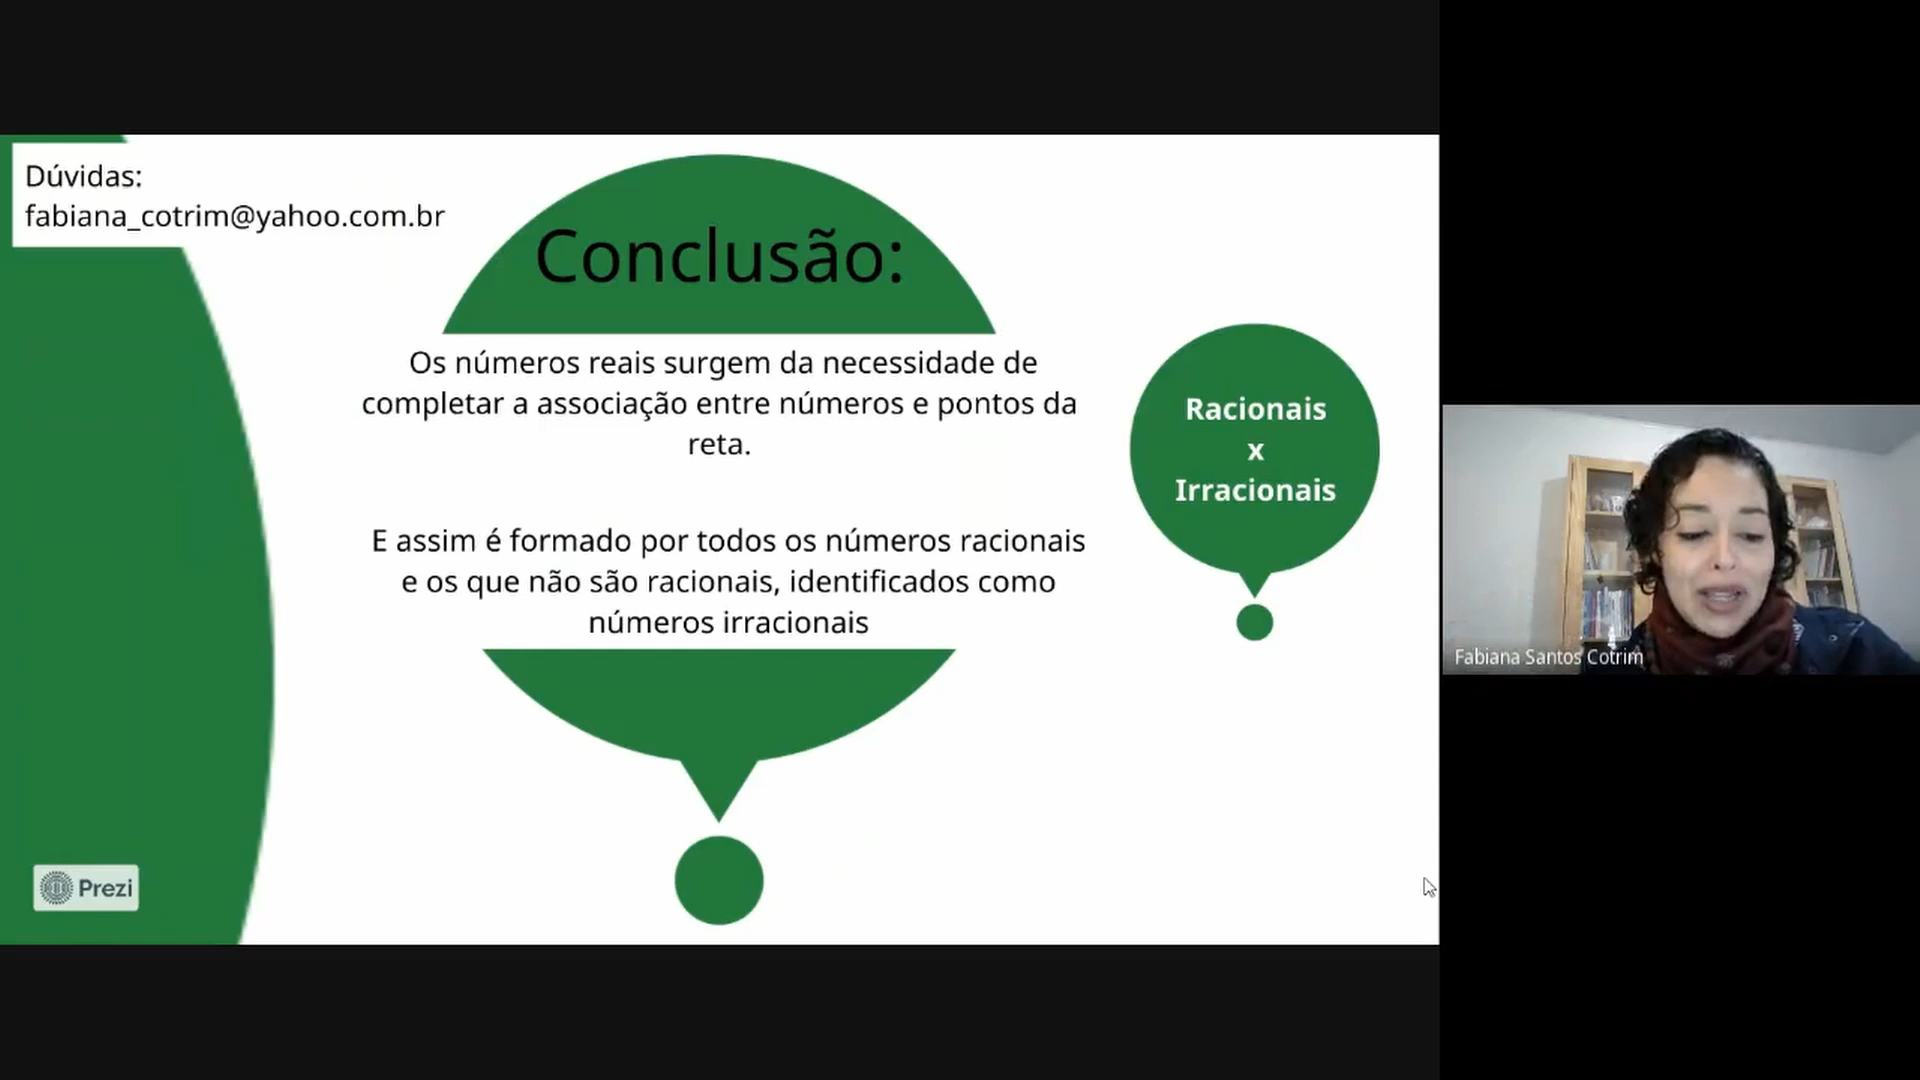 Dúvidas:
fabiana_cotrim@yahoo.com.br
Conclusão:
Os números reais surgem da necessidade de
completar a associação entre números e pontos da
reta.
E assim é formado por todos os números racionais
e os que não são racionais, identificados como
números irracionais
Racionais
x
Irracionais
Fabiana Santos Cotrim
Prezi